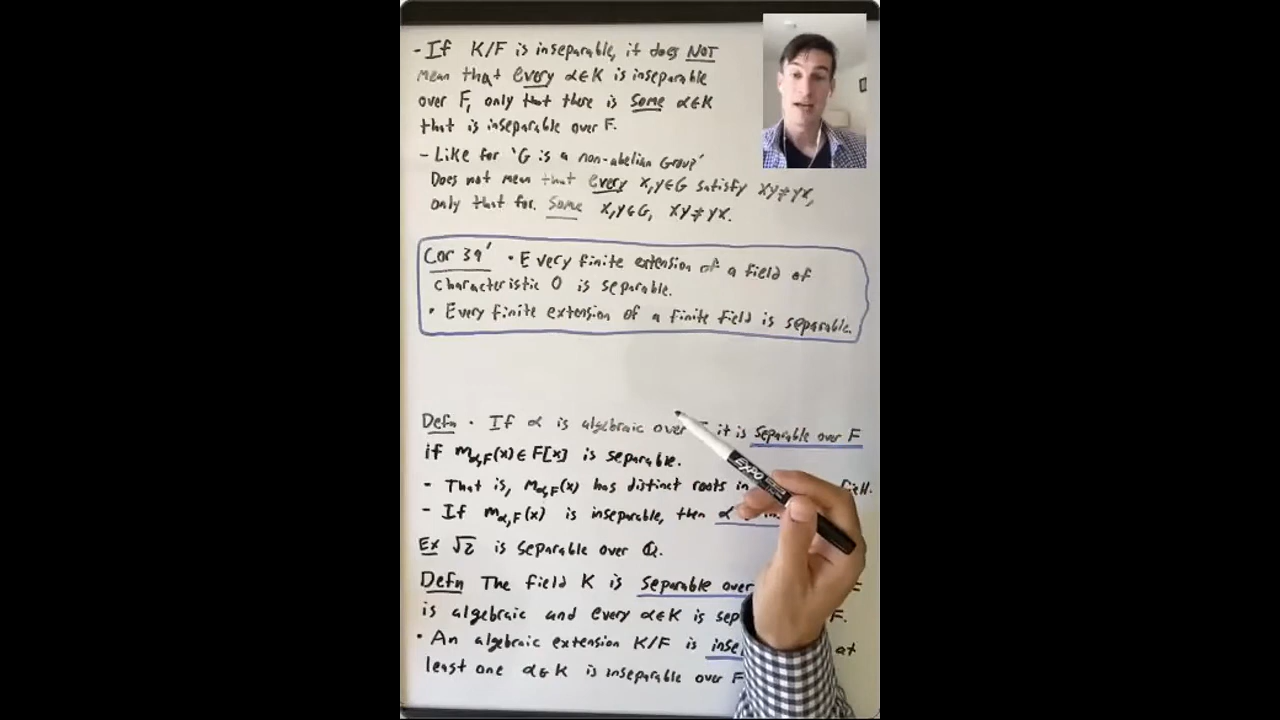 - If K/F is inseparable, it does NOT
mean that every α∈K is inseparable
over F, only that there is some α∈K
that is inseparable over F.
- Like for 'G is a non-abelian Group'
Does not mean that every x,y∈G satisfy xy≠yx,
only that for some x,y∈G, xy≠yx.
Cor 39' • Every finite extension of a field of
characteristic 0 is separable.
• Every finite extension of a finite field is separable.
Defn • If α is algebraic over it is separable over F
if m_{α,F}(x)∈F[x] is separable.
- That is, m_{α,F}(x) has distinct roots in
- If m_{α,F}(x) is inseparable, then α
EXPO
Ex √2 is separable over ℚ.
Defn The field K is separable over F
is algebraic and every α∈K is sep F.
• An algebraic extension K/F is inse at
least one α∈K is inseparable over F